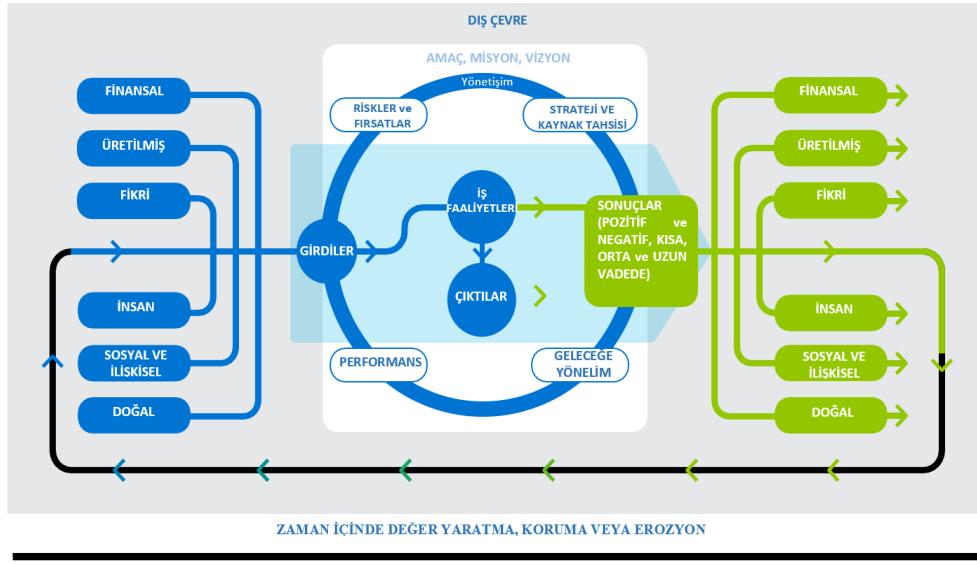 DIŞ ÇEVRE
AMAÇ, MİSYON, VİZYON
Yönetişim
RİSKLER ve
FIRSATLAR
STRATEJİ VE
KAYNAK TAHSİSİ
FİNANSAL
ÜRETİLMİŞ
FİKRİ
İNSAN
SOSYAL VE
İLİŞKİSEL
DOĞAL
GİRDİLER
İŞ
FAALİYETLERİ
ÇIKTILAR
SONUÇLAR
(POZİTİF ve
NEGATİF, KISA,
ORTA ve UZUN
VADEDE)
PERFORMANS
GELECEĞE
YÖNELİM
FİNANSAL
ÜRETİLMİŞ
FİKRİ
İNSAN
SOSYAL VE
İLİŞKİSEL
DOĞAL
ZAMAN İÇİNDE DEĞER YARATMA, KORUMA VEYA EROZYON